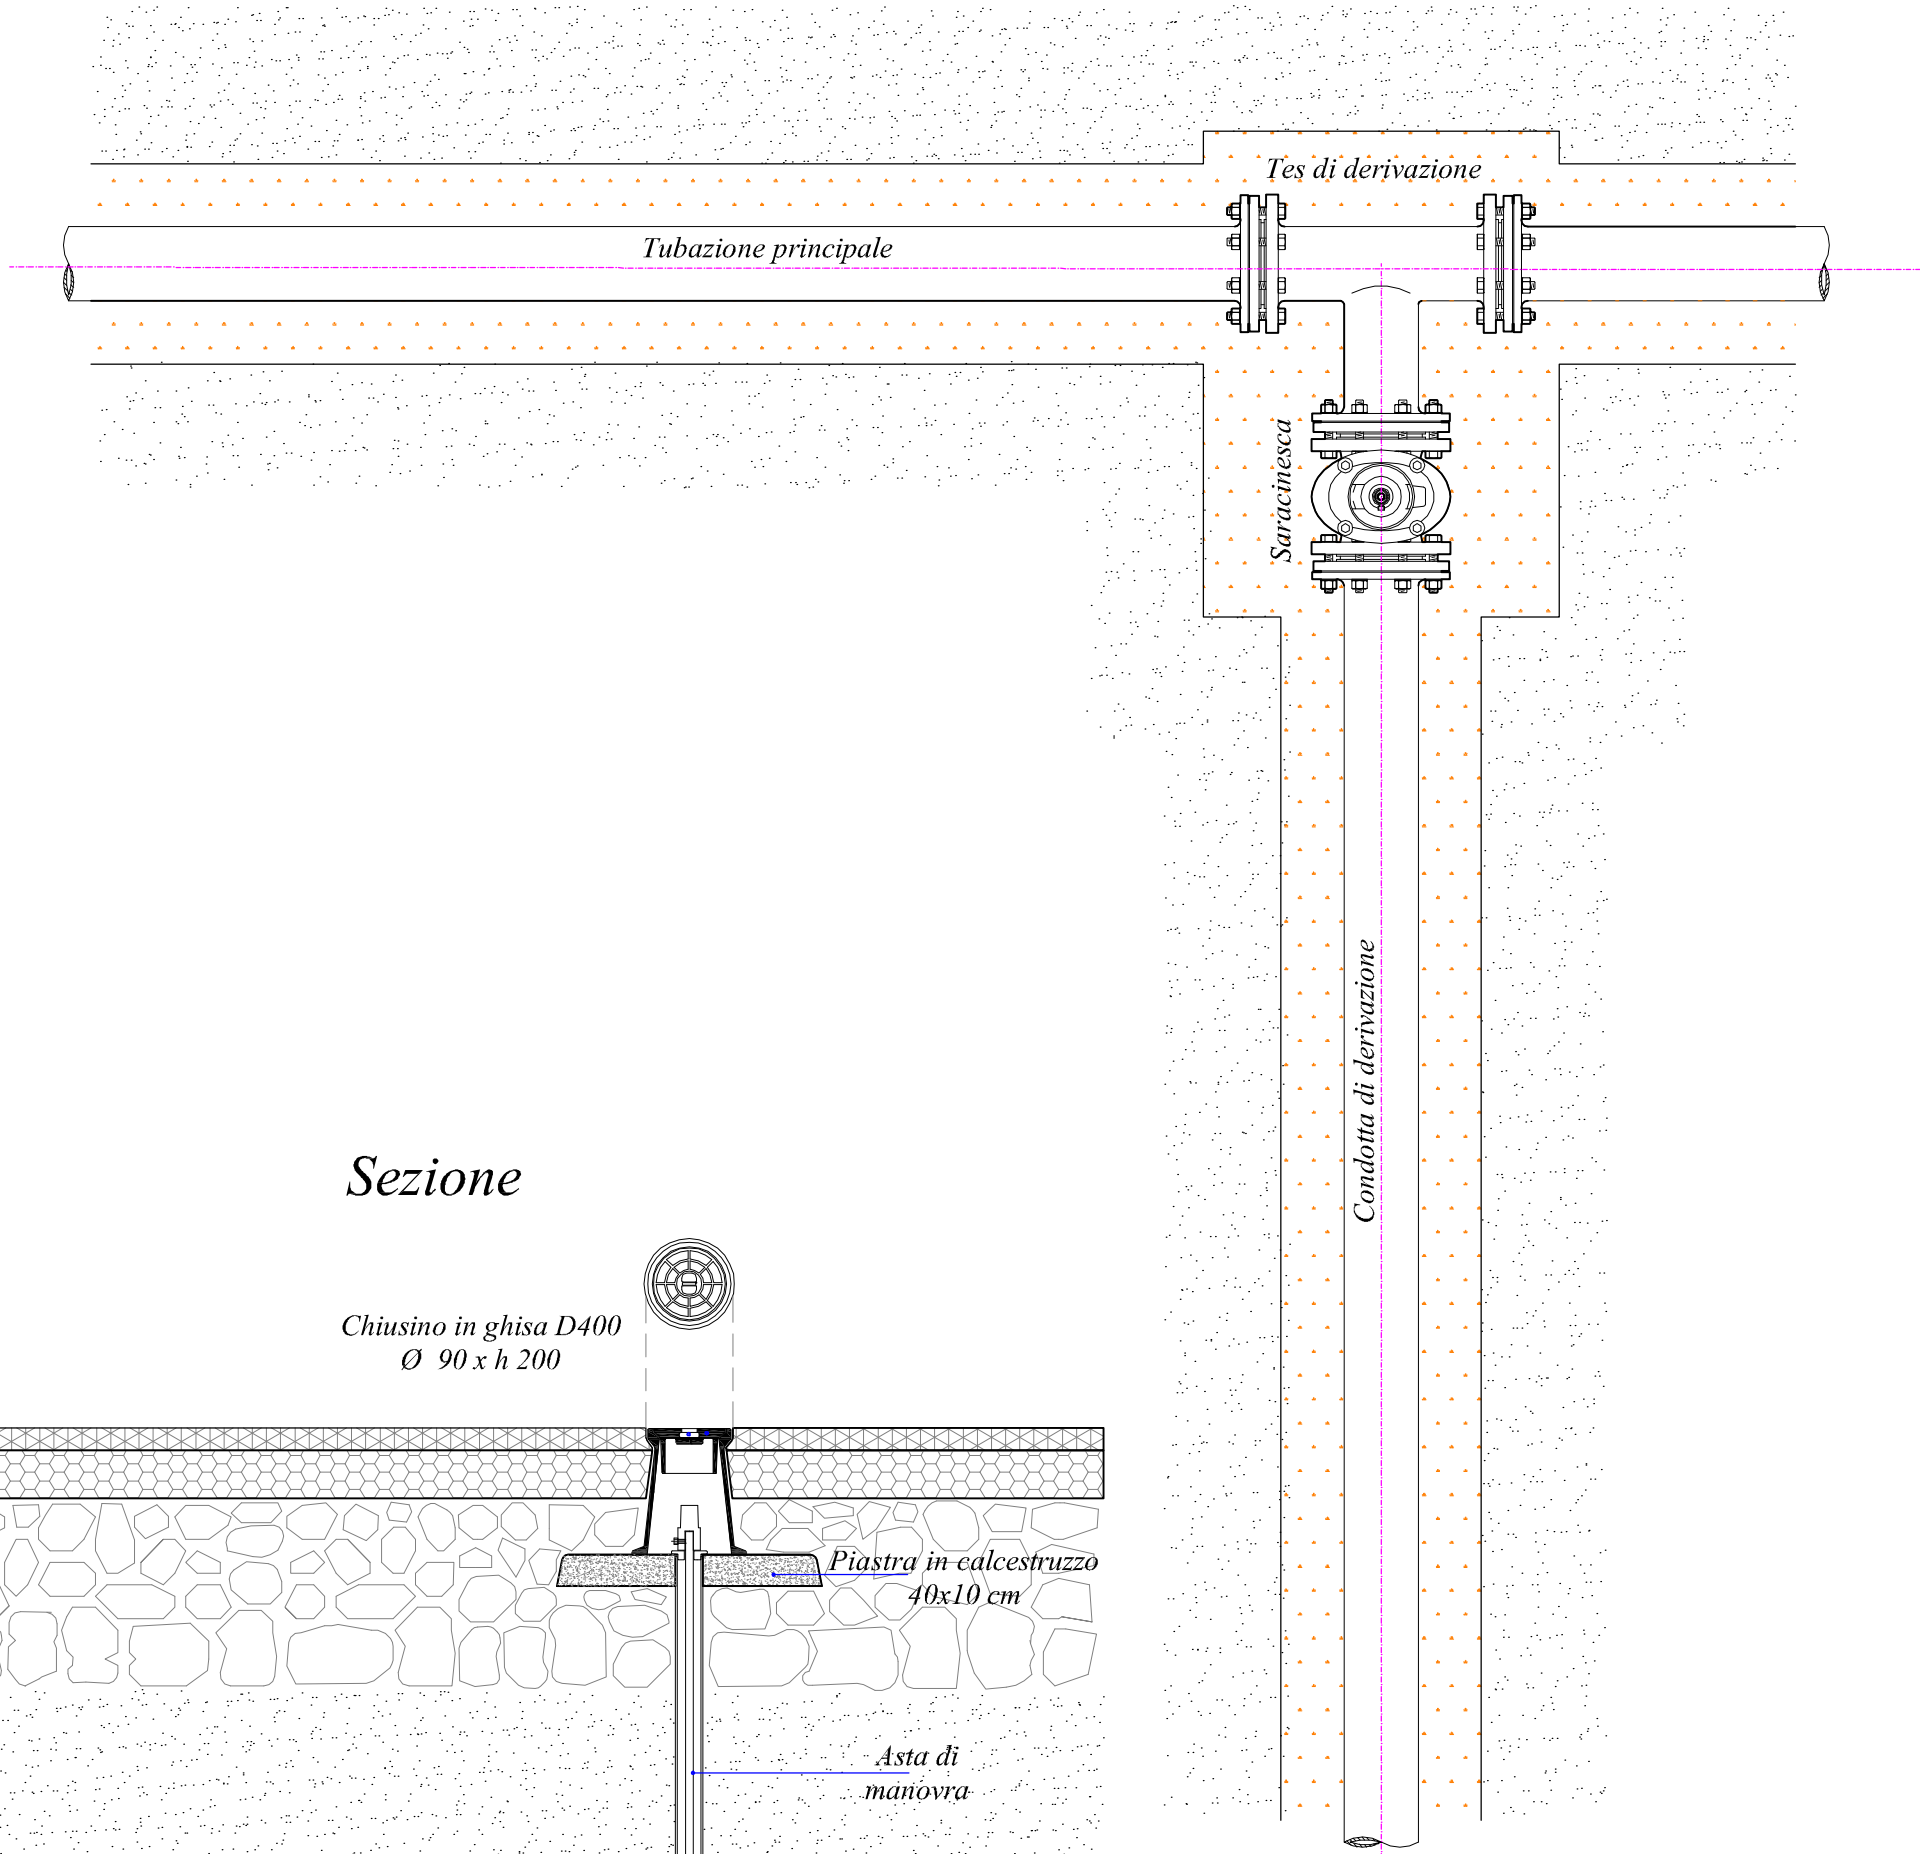 Tes di derivazione
Tubazione principale
Saracinesca
Condotta di derivazione
Sezione
Chiusino in ghisa D400
Ø 90 x h 200
Piastra in calcestruzzo
40x10 cm
Asta di
manovra